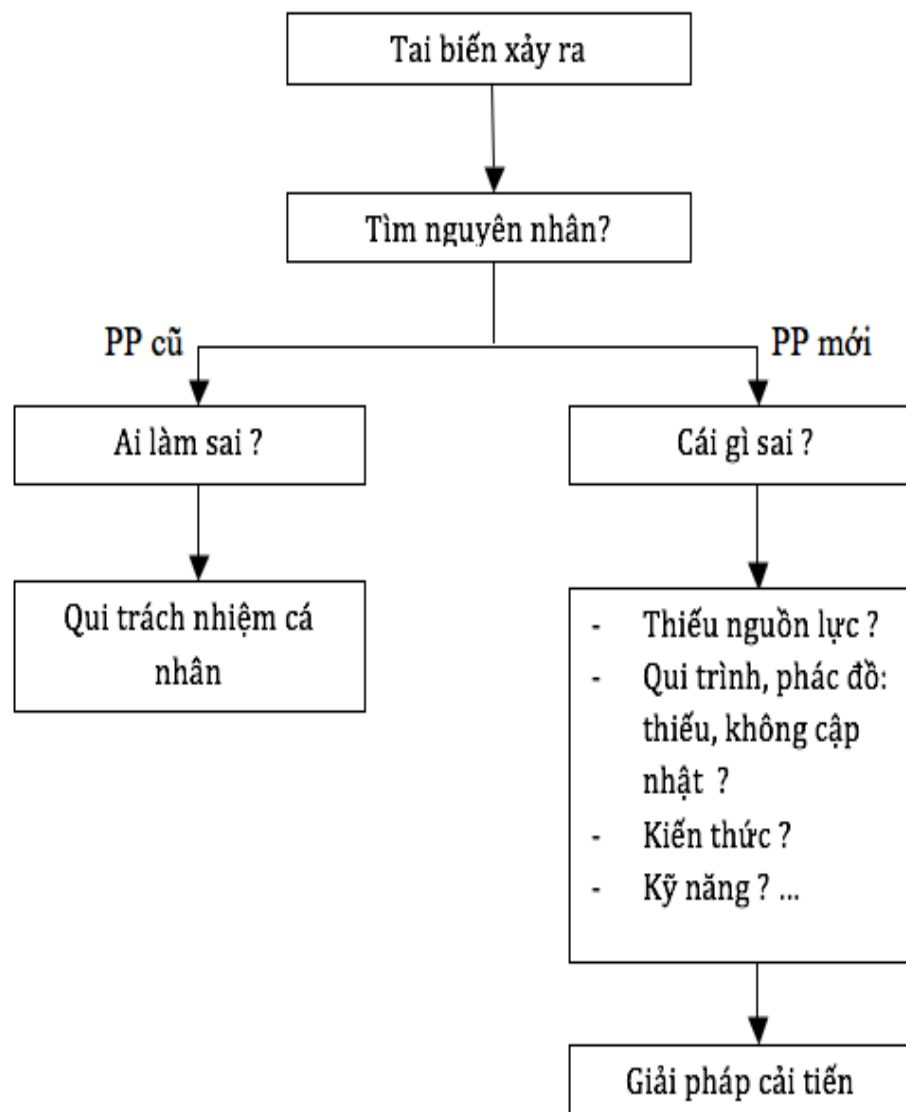 Tai biến xảy ra
Tìm nguyên nhân?
PP cũ
PP mới
Ai làm sai ?
Cái gì sai ?
Qui trách nhiệm cá
nhân
- Thiếu nguồn lực ?
- Qui trình, phác đồ:
thiếu, không cập
nhật ?
- Kiến thức ?
- Kỹ năng ? ...
Giải pháp cải tiến